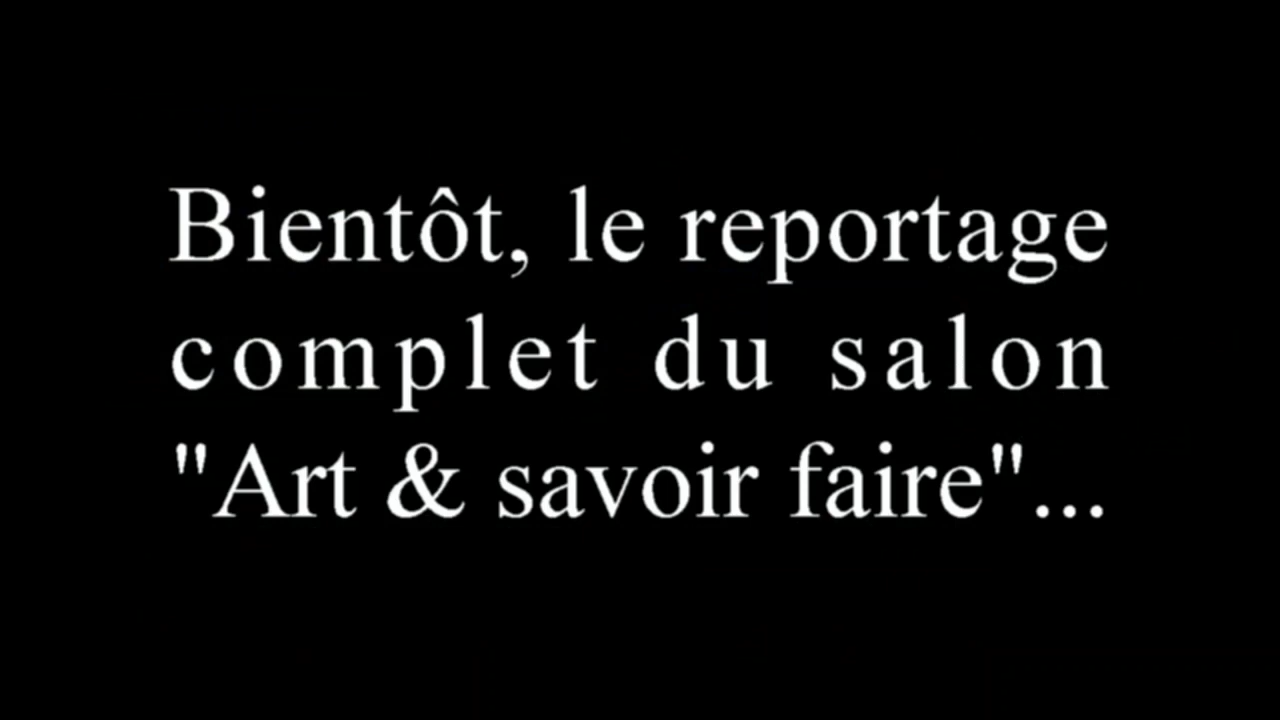 Bientôt, le reportage
complet du salon
"Art & savoir faire"...